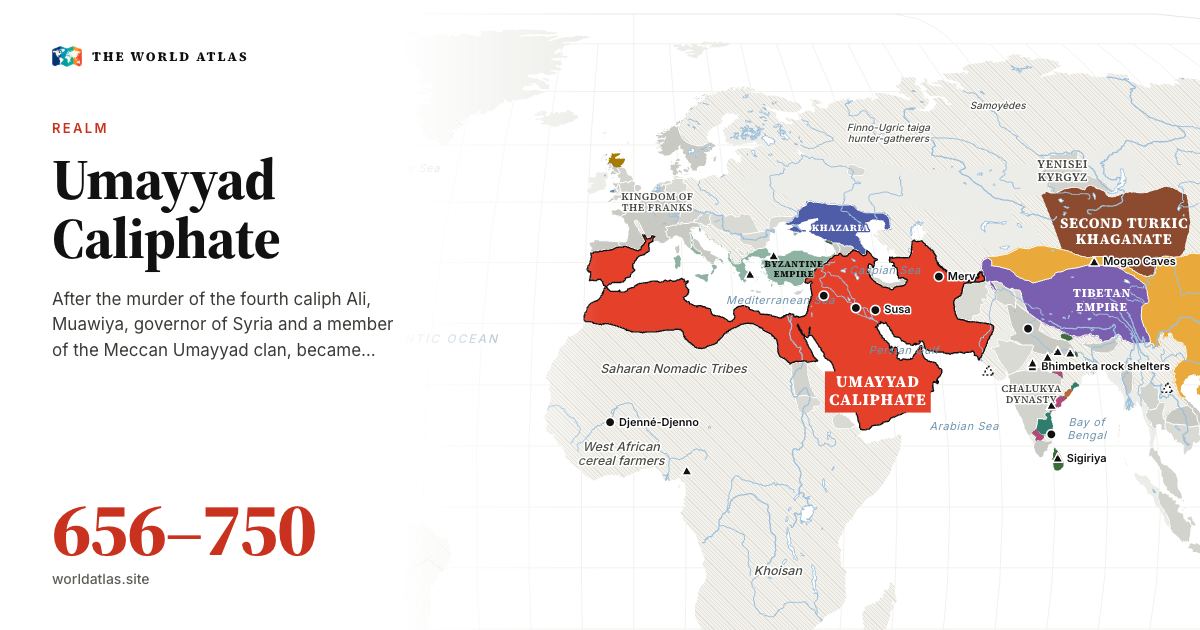 THE WORLD ATLAS
REALM
Umayyad
Caliphate
After the murder of the fourth caliph Ali,
Muawiya, governor of Syria and a member
of the Meccan Umayyad clan, became...
656–750
worldatlas.site
Samoyèdes
Finno-Ugric taiga
hunter-gatherers
Sea
YENISEI
KYRGYZ
KINGDOM OF
THE FRANKS
KHAZARIA
SECOND TURKIC
KHAGANATE
BYZANTINE
EMPIRE
Caspian Sea
Merv
Mogao Caves
Mediterranean Sea
Susa
TIBETAN
EMPIRE
TIC OCEAN
Persian Gulf
Saharan Nomadic Tribes
UMAYYAD
CALIPHATE
Bhimbetka rock shelters
CHALUKYA
DYNASTY
Djenné-Djenno
Arabian Sea
Bay of
Bengal
West African
cereal farmers
Sigiriya
Khoisan